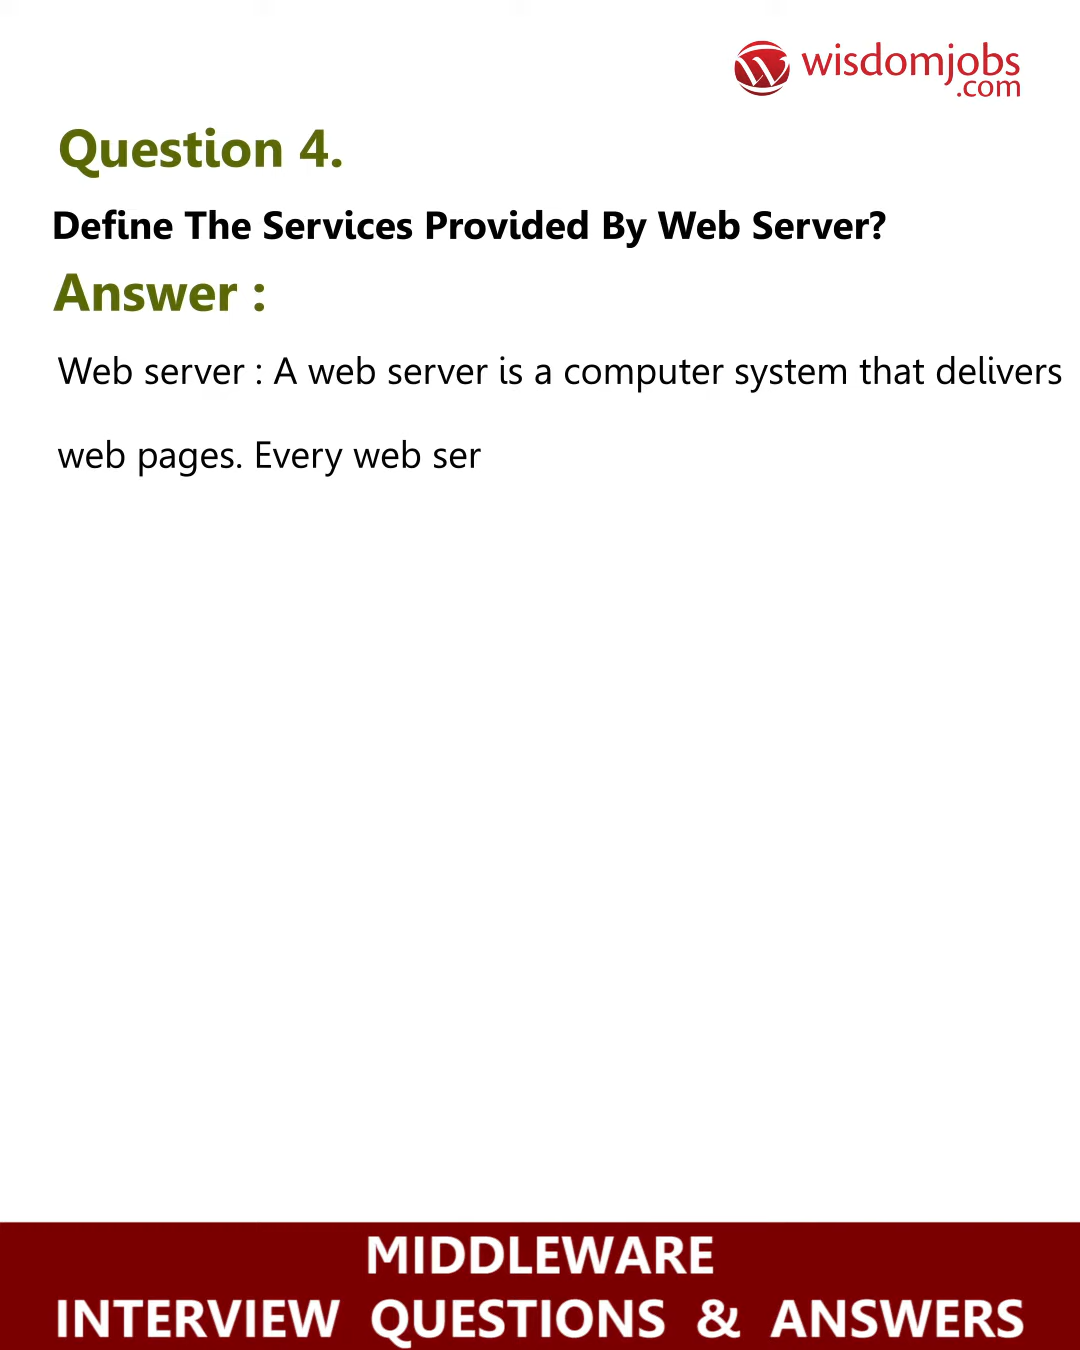 wisdomjobs
.com
Question 4.
Define The Services Provided By Web Server?
Answer :
Web server : A web server is a computer system that delivers
web pages. Every web ser
MIDDLEWARE
INTERVIEW QUESTIONS & ANSWERS